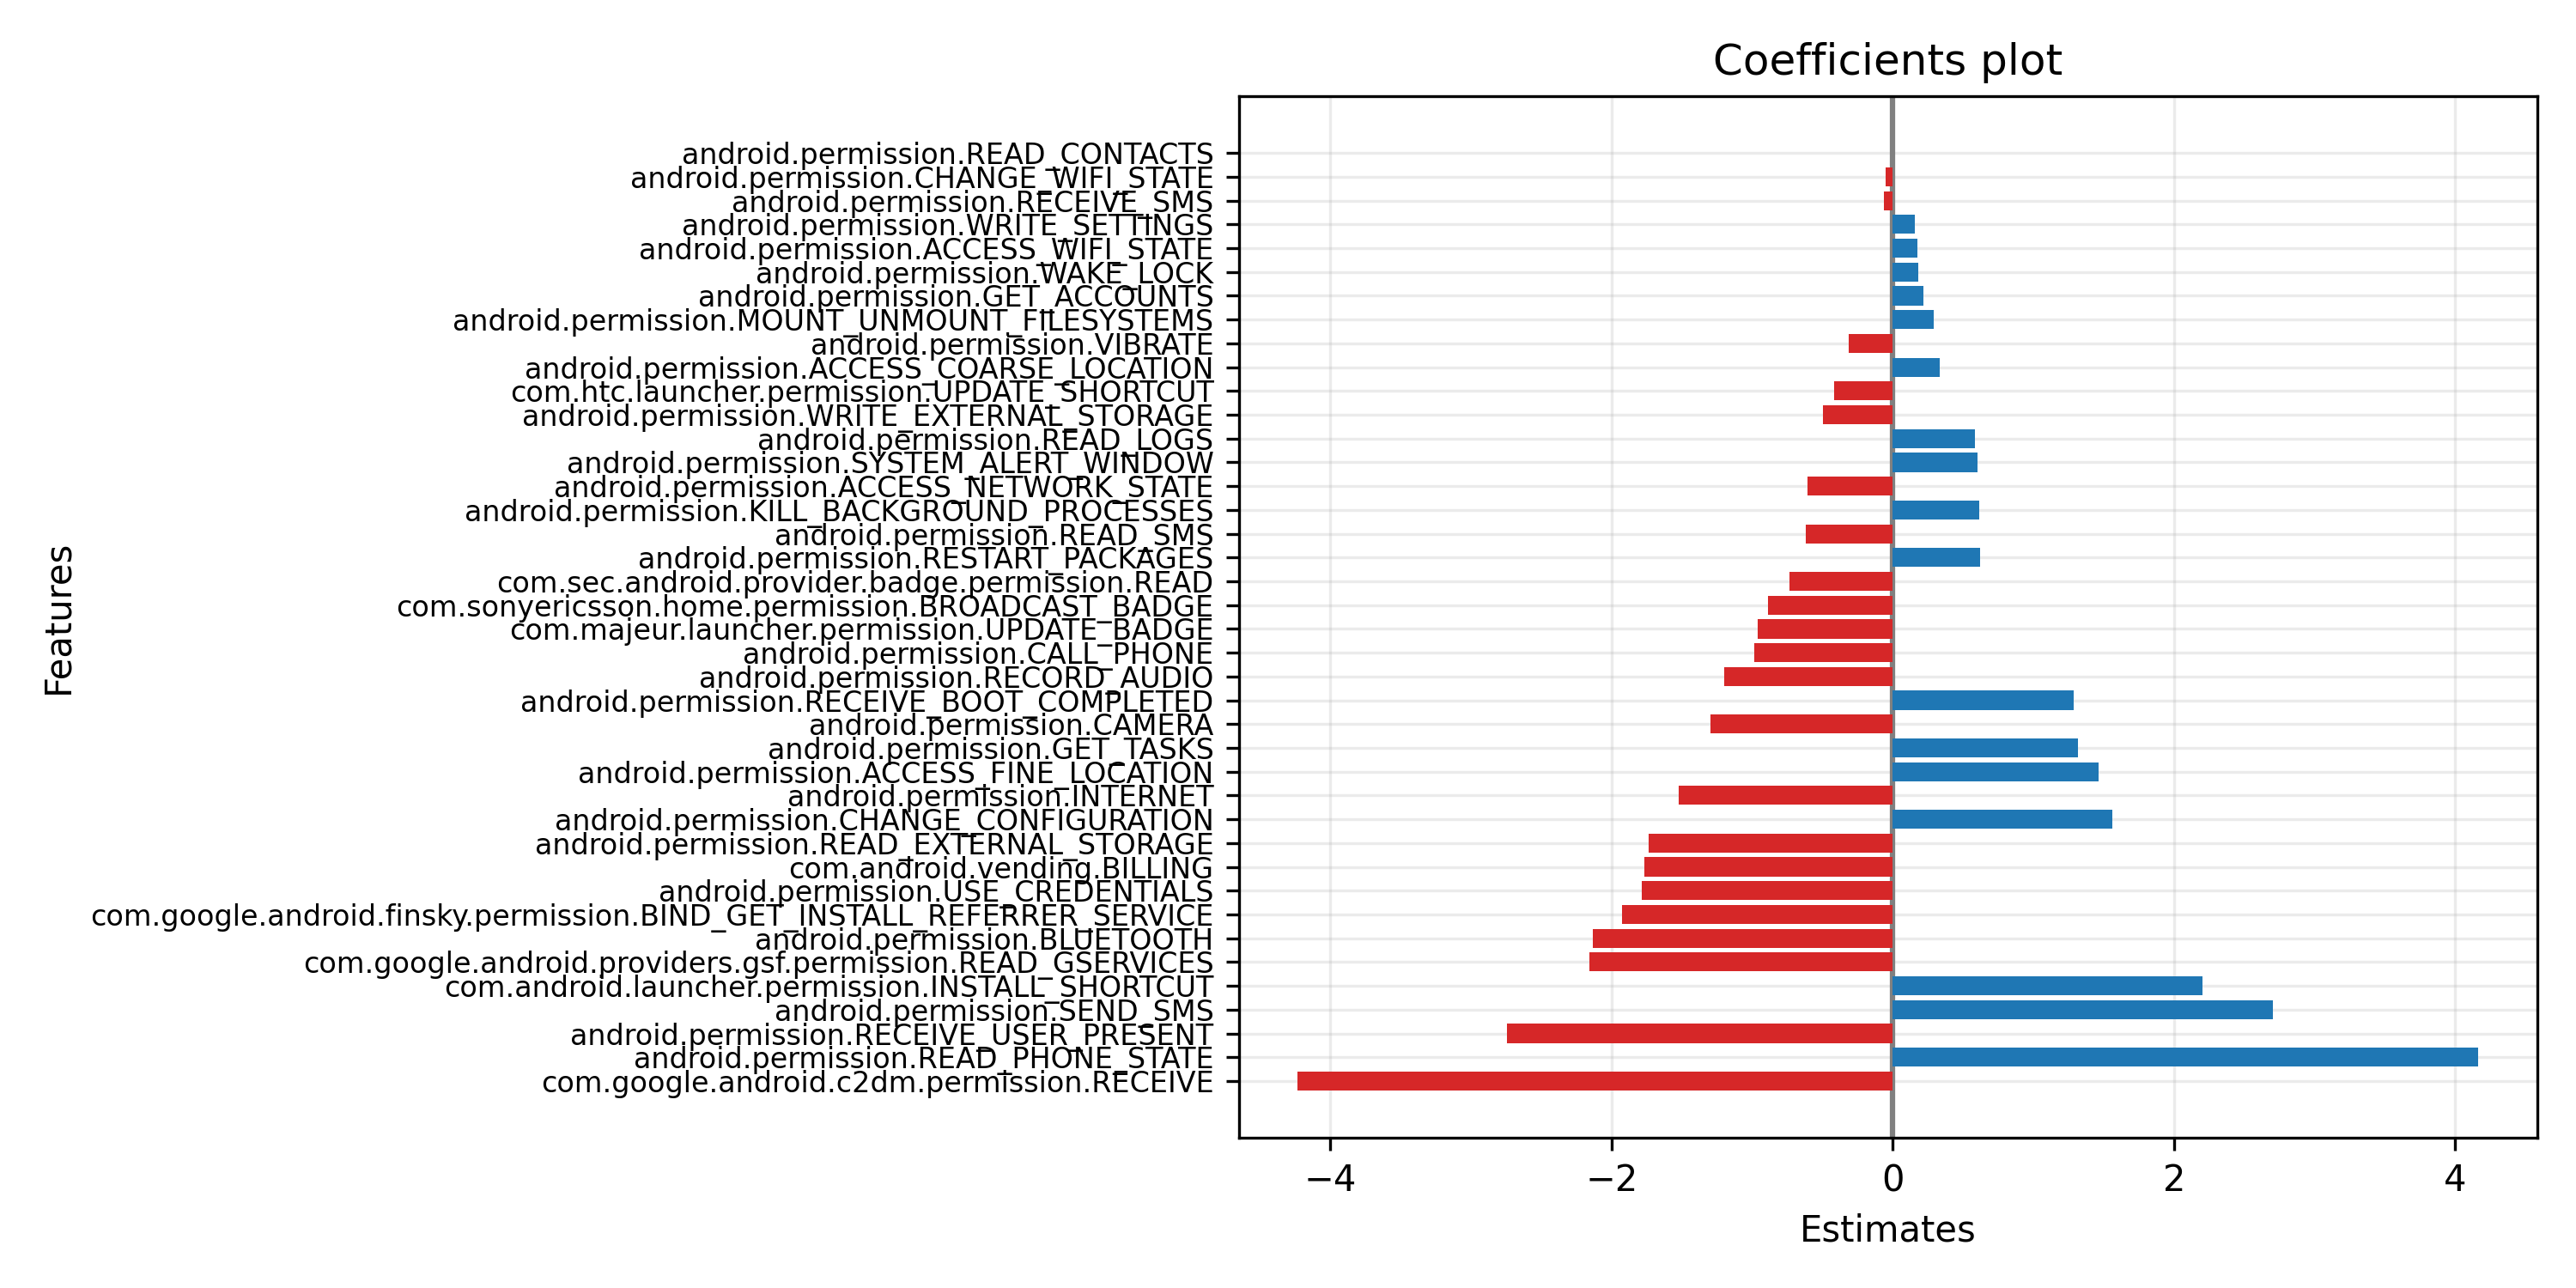 Coefficients plot
android.permission.READ_CONTACTS
android.permission.CHANGE_WIFI_STATE
android.permission.RECEIVE_SMS
android.permission.WRITE_SETTINGS
android.permission.ACCESS_WIFI_STATE
android.permission.WAKE_LOCK
android.permission.GET_ACCOUNTS
android.permission.MOUNT_UNMOUNT_FILESYSTEMS
android.permission.VIBRATE
android.permission.ACCESS_COARSE_LOCATION
com.htc.launcher.permission.UPDATE_SHORTCUT
android.permission.WRITE_EXTERNAL_STORAGE
android.permission.READ_LOGS
android.permission.SYSTEM_ALERT_WINDOW
android.permission.ACCESS_NETWORK_STATE
android.permission.KILL_BACKGROUND_PROCESSES
android.permission.READ_SMS
android.permission.RESTART_PACKAGES
com.sec.android.provider.badge.permission.READ
com.sonyericsson.home.permission.BROADCAST_BADGE
com.majeur.launcher.permission.UPDATE_BADGE
android.permission.CALL_PHONE
android.permission.RECORD_AUDIO
android.permission.RECEIVE_BOOT_COMPLETED
android.permission.CAMERA
android.permission.GET_TASKS
android.permission.ACCESS_FINE_LOCATION
android.permission.INTERNET
android.permission.CHANGE_CONFIGURATION
android.permission.READ_EXTERNAL_STORAGE
com.android.vending.BILLING
android.permission.USE_CREDENTIALS
com.google.android.finsky.permission.BIND_GET_INSTALL_REFERRER_SERVICE
android.permission.BLUETOOTH
com.google.android.providers.gsf.permission.READ_GSERVICES
com.android.launcher.permission.INSTALL_SHORTCUT
android.permission.SEND_SMS
android.permission.RECEIVE_USER_PRESENT
android.permission.READ_PHONE_STATE
com.google.android.c2dm.permission.RECEIVE
Features
−4 −2 0 2 4
Estimates